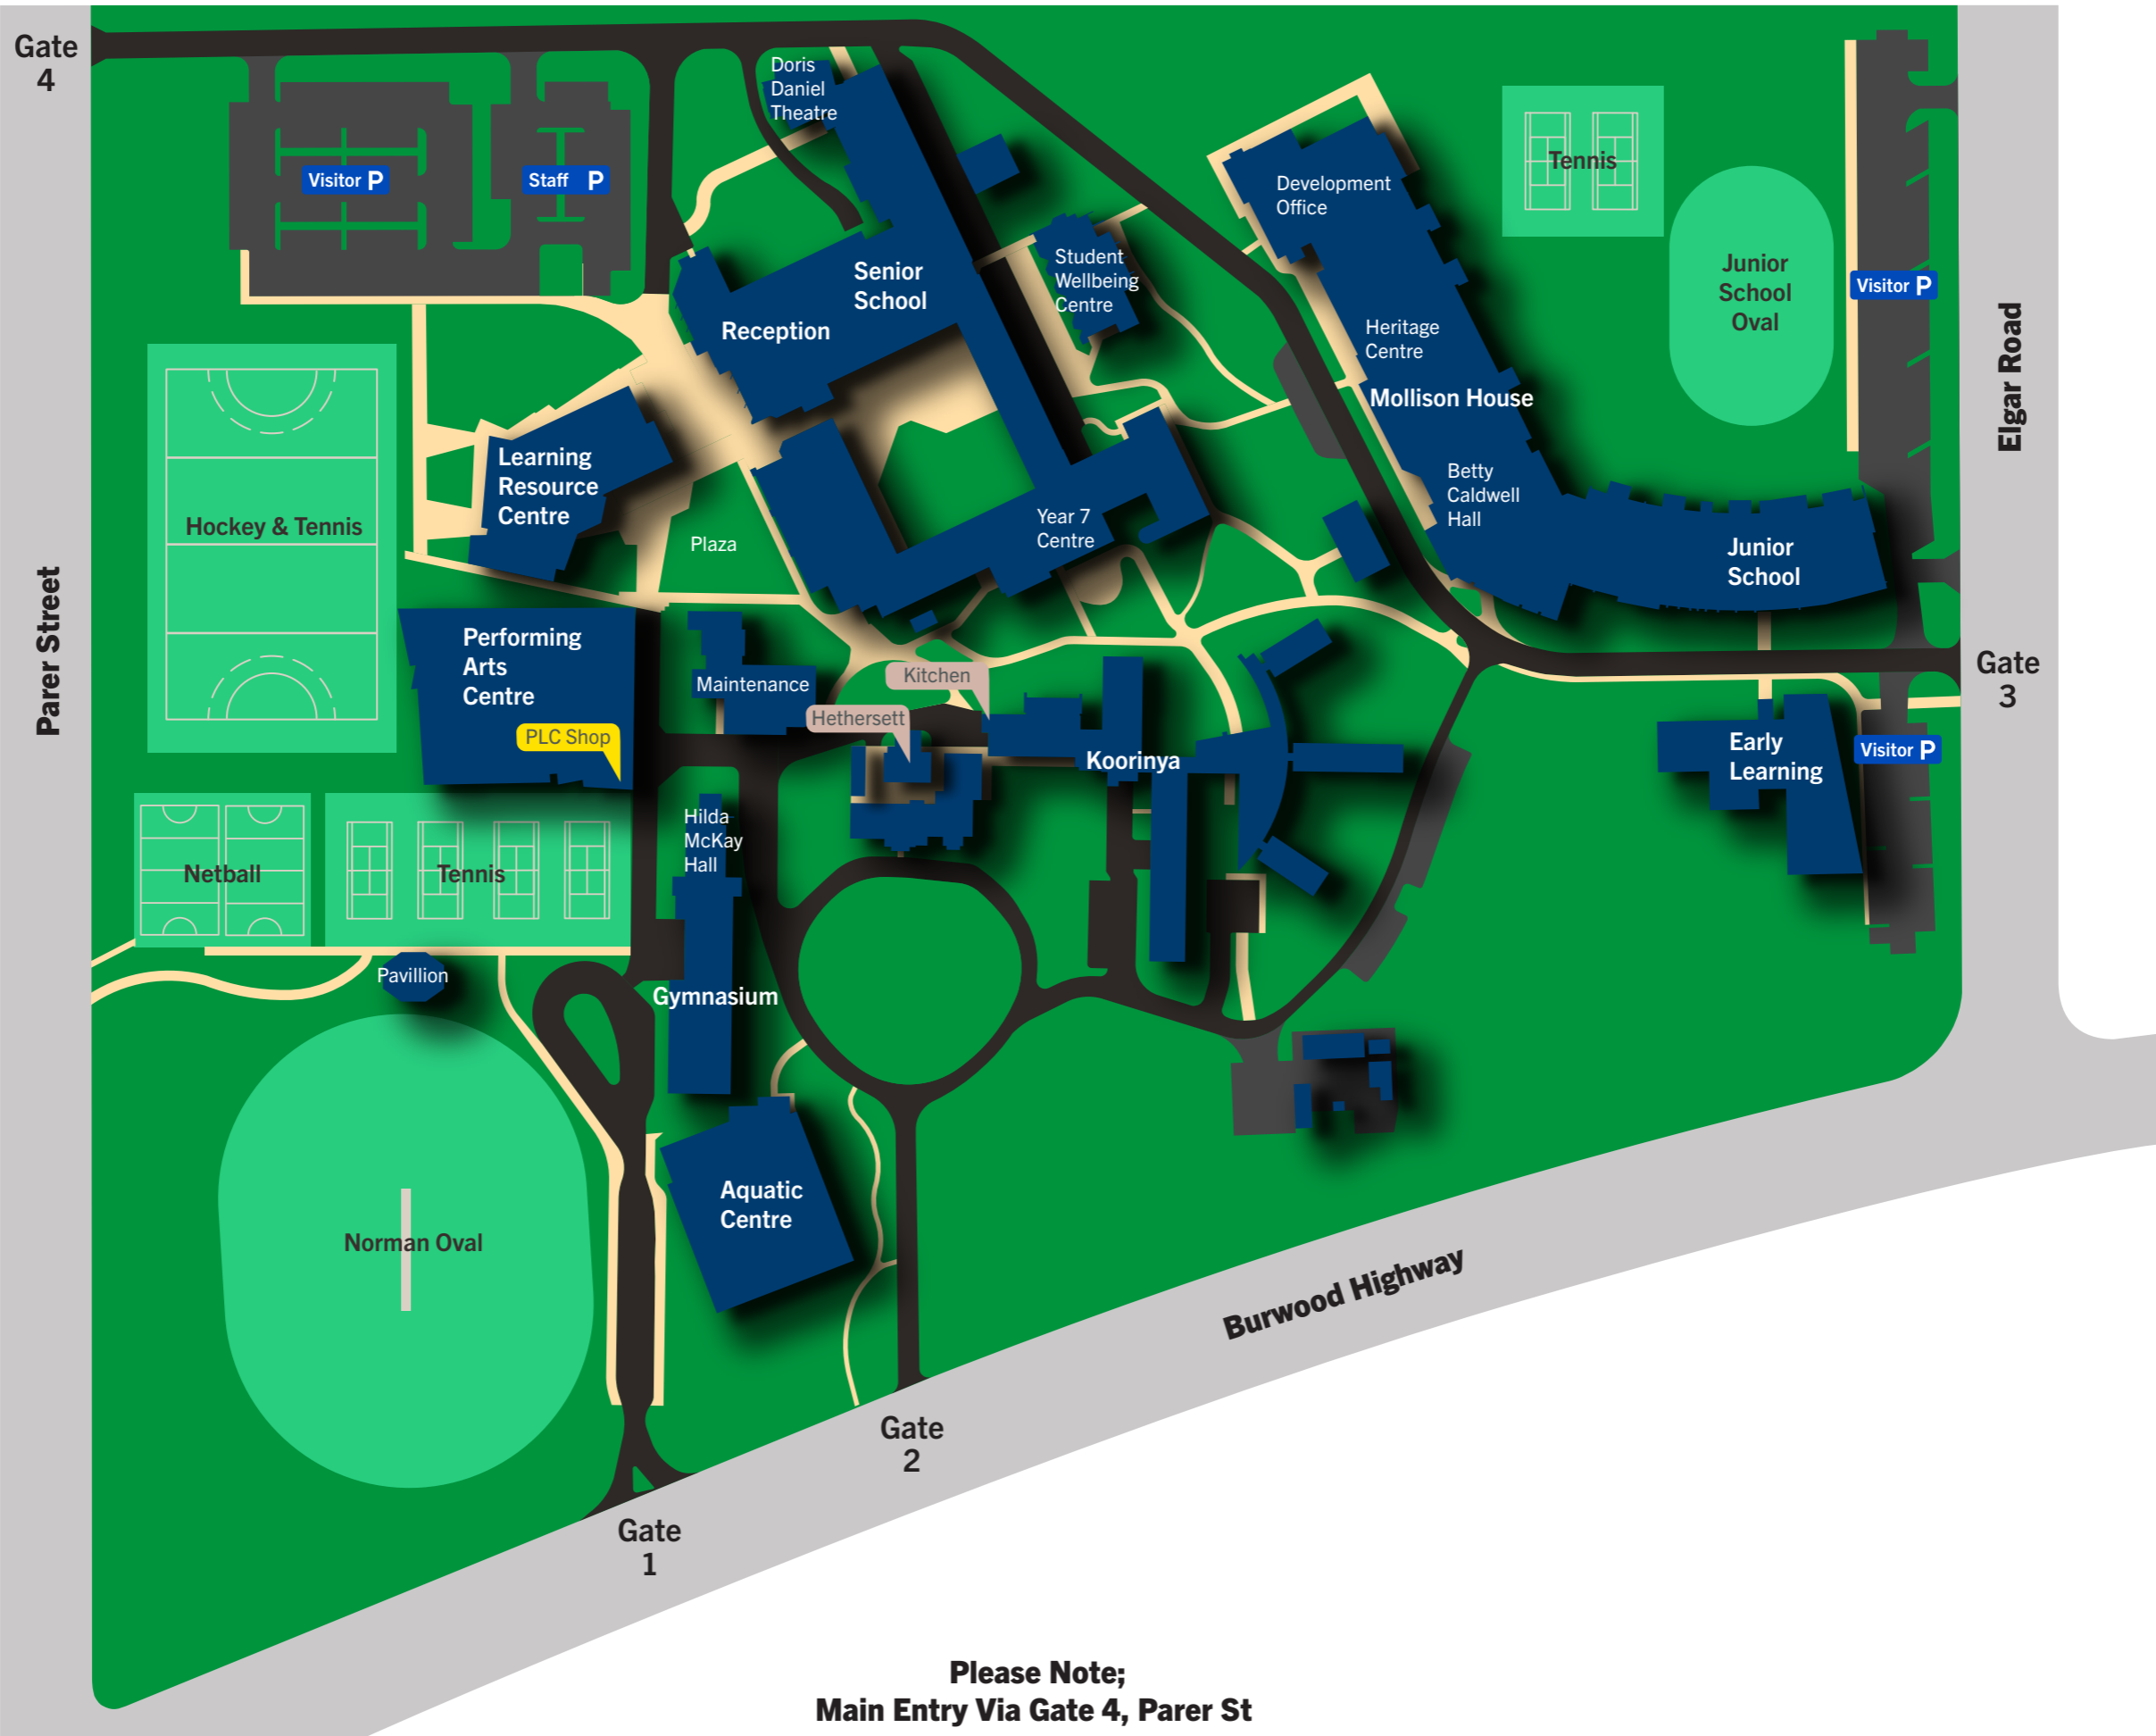 Gate
4
Doris
Daniel
Theatre
Visitor P
Staff P
Tennis
Development
Office
Student
Wellbeing
Centre
Senior
School
Reception
Junior
School
Oval
Visitor P
Elgar Road
Heritage
Centre
Mollison House
Learning
Resource
Centre
Betty
Caldwell
Hall
Hockey & Tennis
Year 7
Centre
Plaza
Junior
School
Parer Street
Performing
Arts
Centre
Maintenance
Kitchen
Gate
3
Hethersett
PLC Shop
Koorinya
Early
Learning
Visitor P
Hilda
McKay
Hall
Netball
Tennis
Pavillion
Gymnasium
Aquatic
Centre
Norman Oval
Burwood Highway
Gate
2
Gate
1
Please Note;
Main Entry Via Gate 4, Parer St